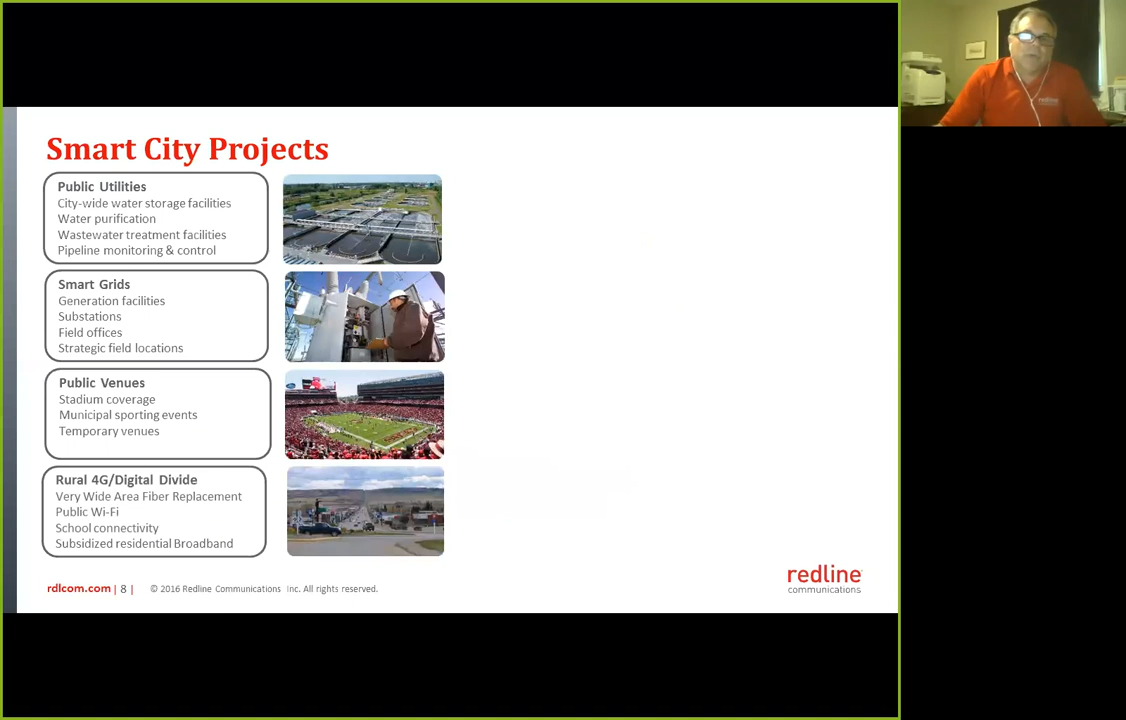 Smart City Projects
Public Utilities
City-wide water storage facilities
Water purification
Wastewater treatment facilities
Pipeline monitoring & control
Smart Grids
Generation facilities
Substations
Field offices
Strategic field locations
Public Venues
Stadium coverage
Municipal sporting events
Temporary venues
Rural 4G/Digital Divide
Very Wide Area Fiber Replacement
Public Wi-Fi
School connectivity
Subsidized residential Broadband
rdlcom.com | 8 | © 2016 Redline Communications Inc. All rights reserved.
redline
communications
redline